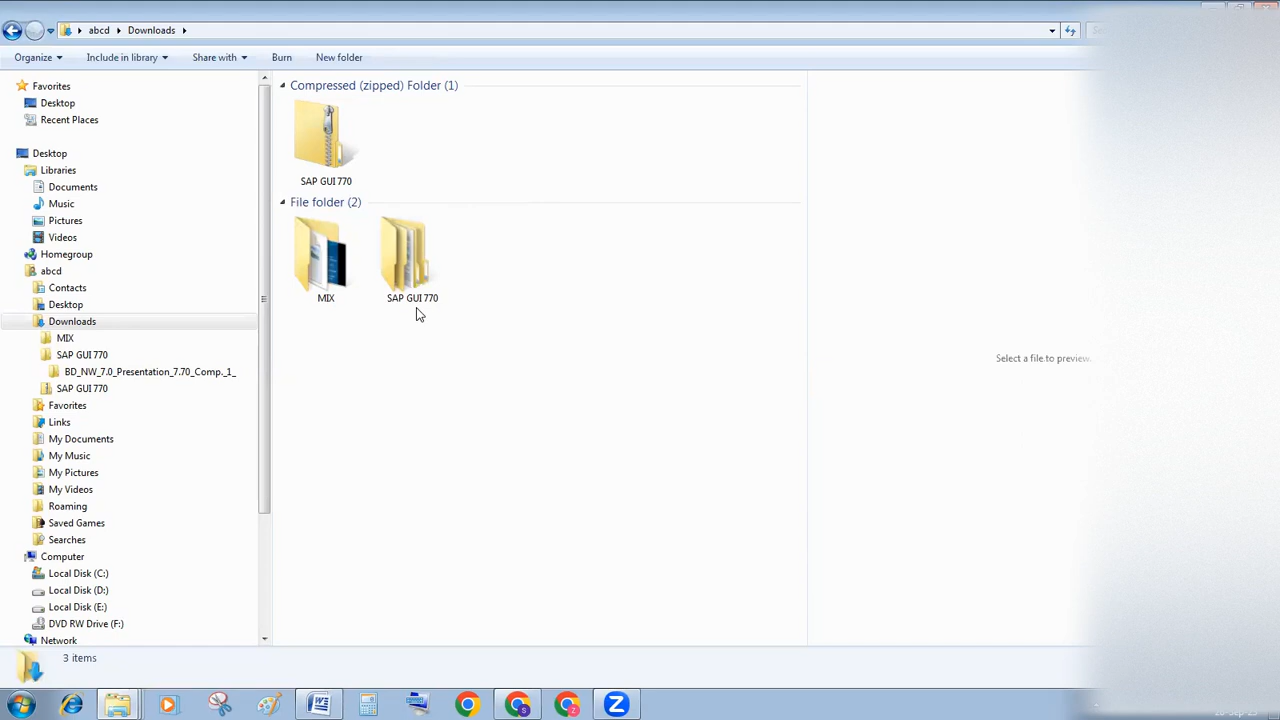 abcd Downloads
Organize Include in library Share with Burn New folder
Favorites
Desktop
Recent Places
Desktop
Libraries
Documents
Music
Pictures
Videos
Homegroup
abcd
Contacts
Desktop
Downloads
MIX
SAP GUI 770
BD_NW_7.0_Presentation_7.70_Comp._1_
SAP GUI 770
Favorites
Links
My Documents
My Music
My Pictures
My Videos
Roaming
Saved Games
Searches
Computer
Local Disk (C:)
Local Disk (D:)
Local Disk (E:)
DVD RW Drive (F:)
Network
Compressed (zipped) Folder (1)
SAP GUI 770
File folder (2)
MIX
SAP GUI 770
Select a file to preview.
3 items